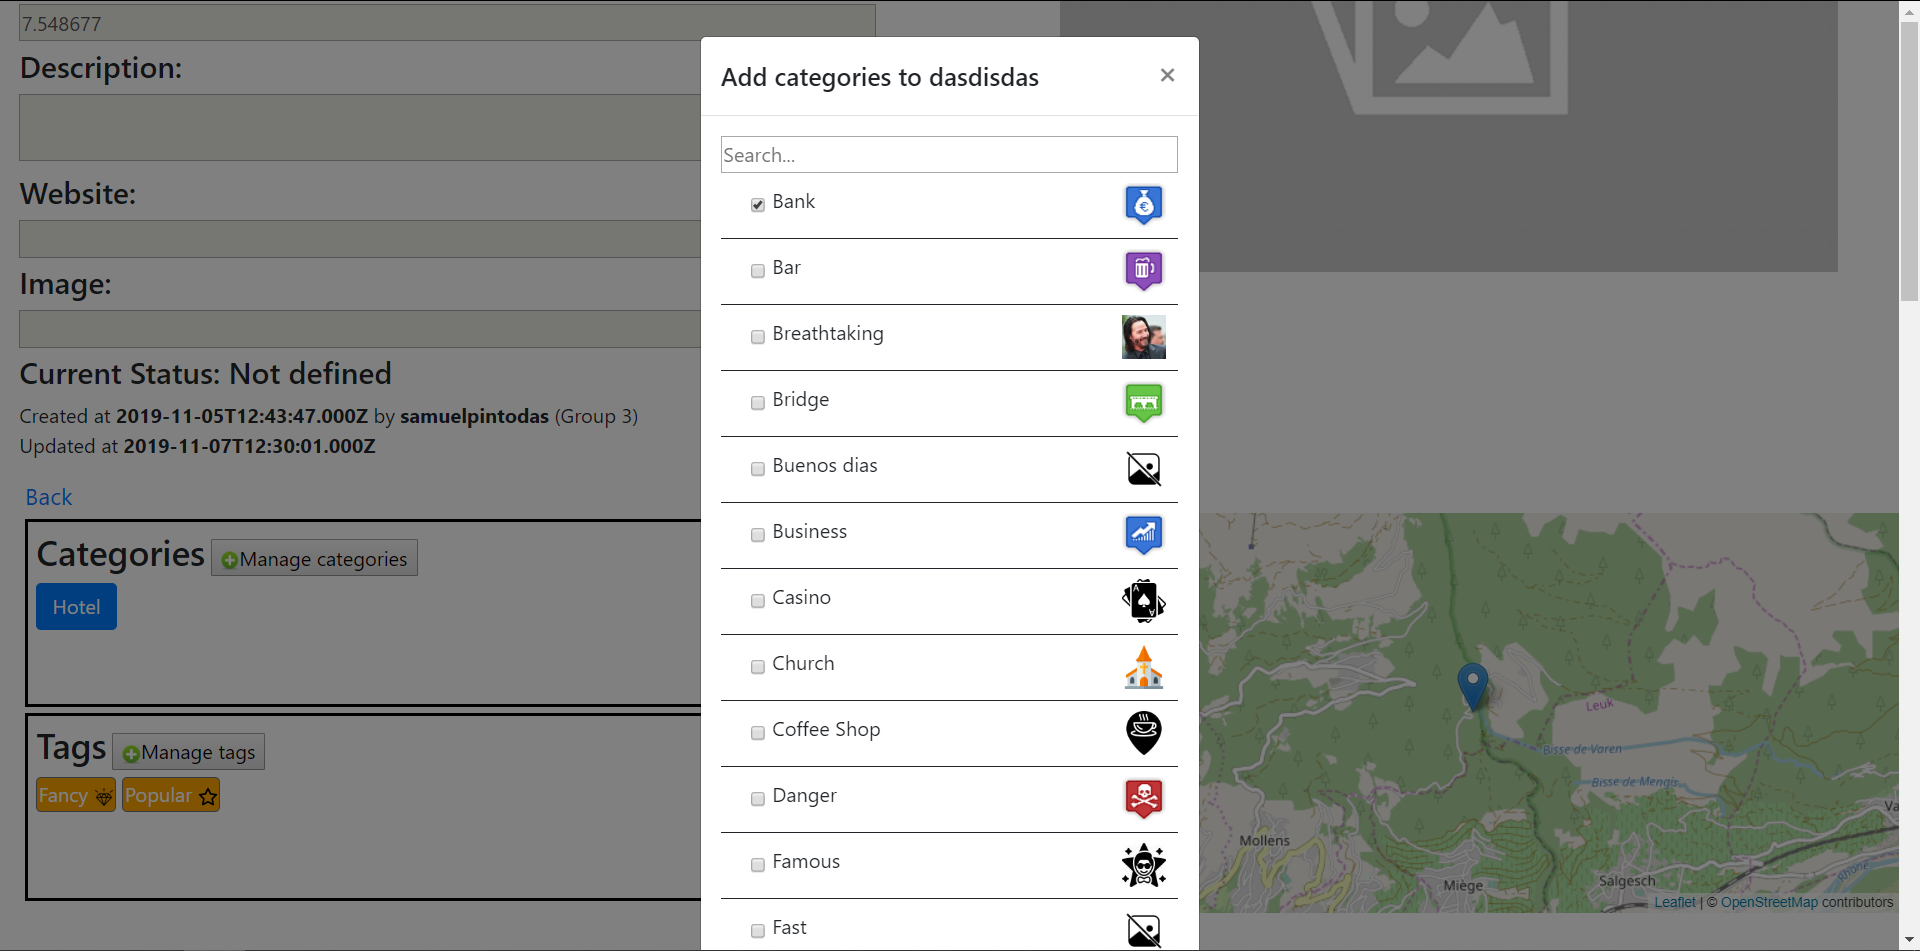 7.548677
Description:
Website:
Image:
Current Status: Not defined
Created at 2019-11-05T12:43:47.000Z by samuelpintodas (Group 3)
Updated at 2019-11-07T12:30:01.000Z
Back
Categories
Manage categories
Hotel
Tags
Manage tags
Fancy
Popular
Add categories to dasdisdas
×
Search...
Bank
Bar
Breathtaking
Bridge
Buenos dias
Business
Casino
Church
Coffee Shop
Danger
Famous
Fast
Leuk
Bisse de Varen
Bisse de Mengis
Va
Mollens
Miège
Salgesch
Rhône
Leaflet | © OpenStreetMap contributors